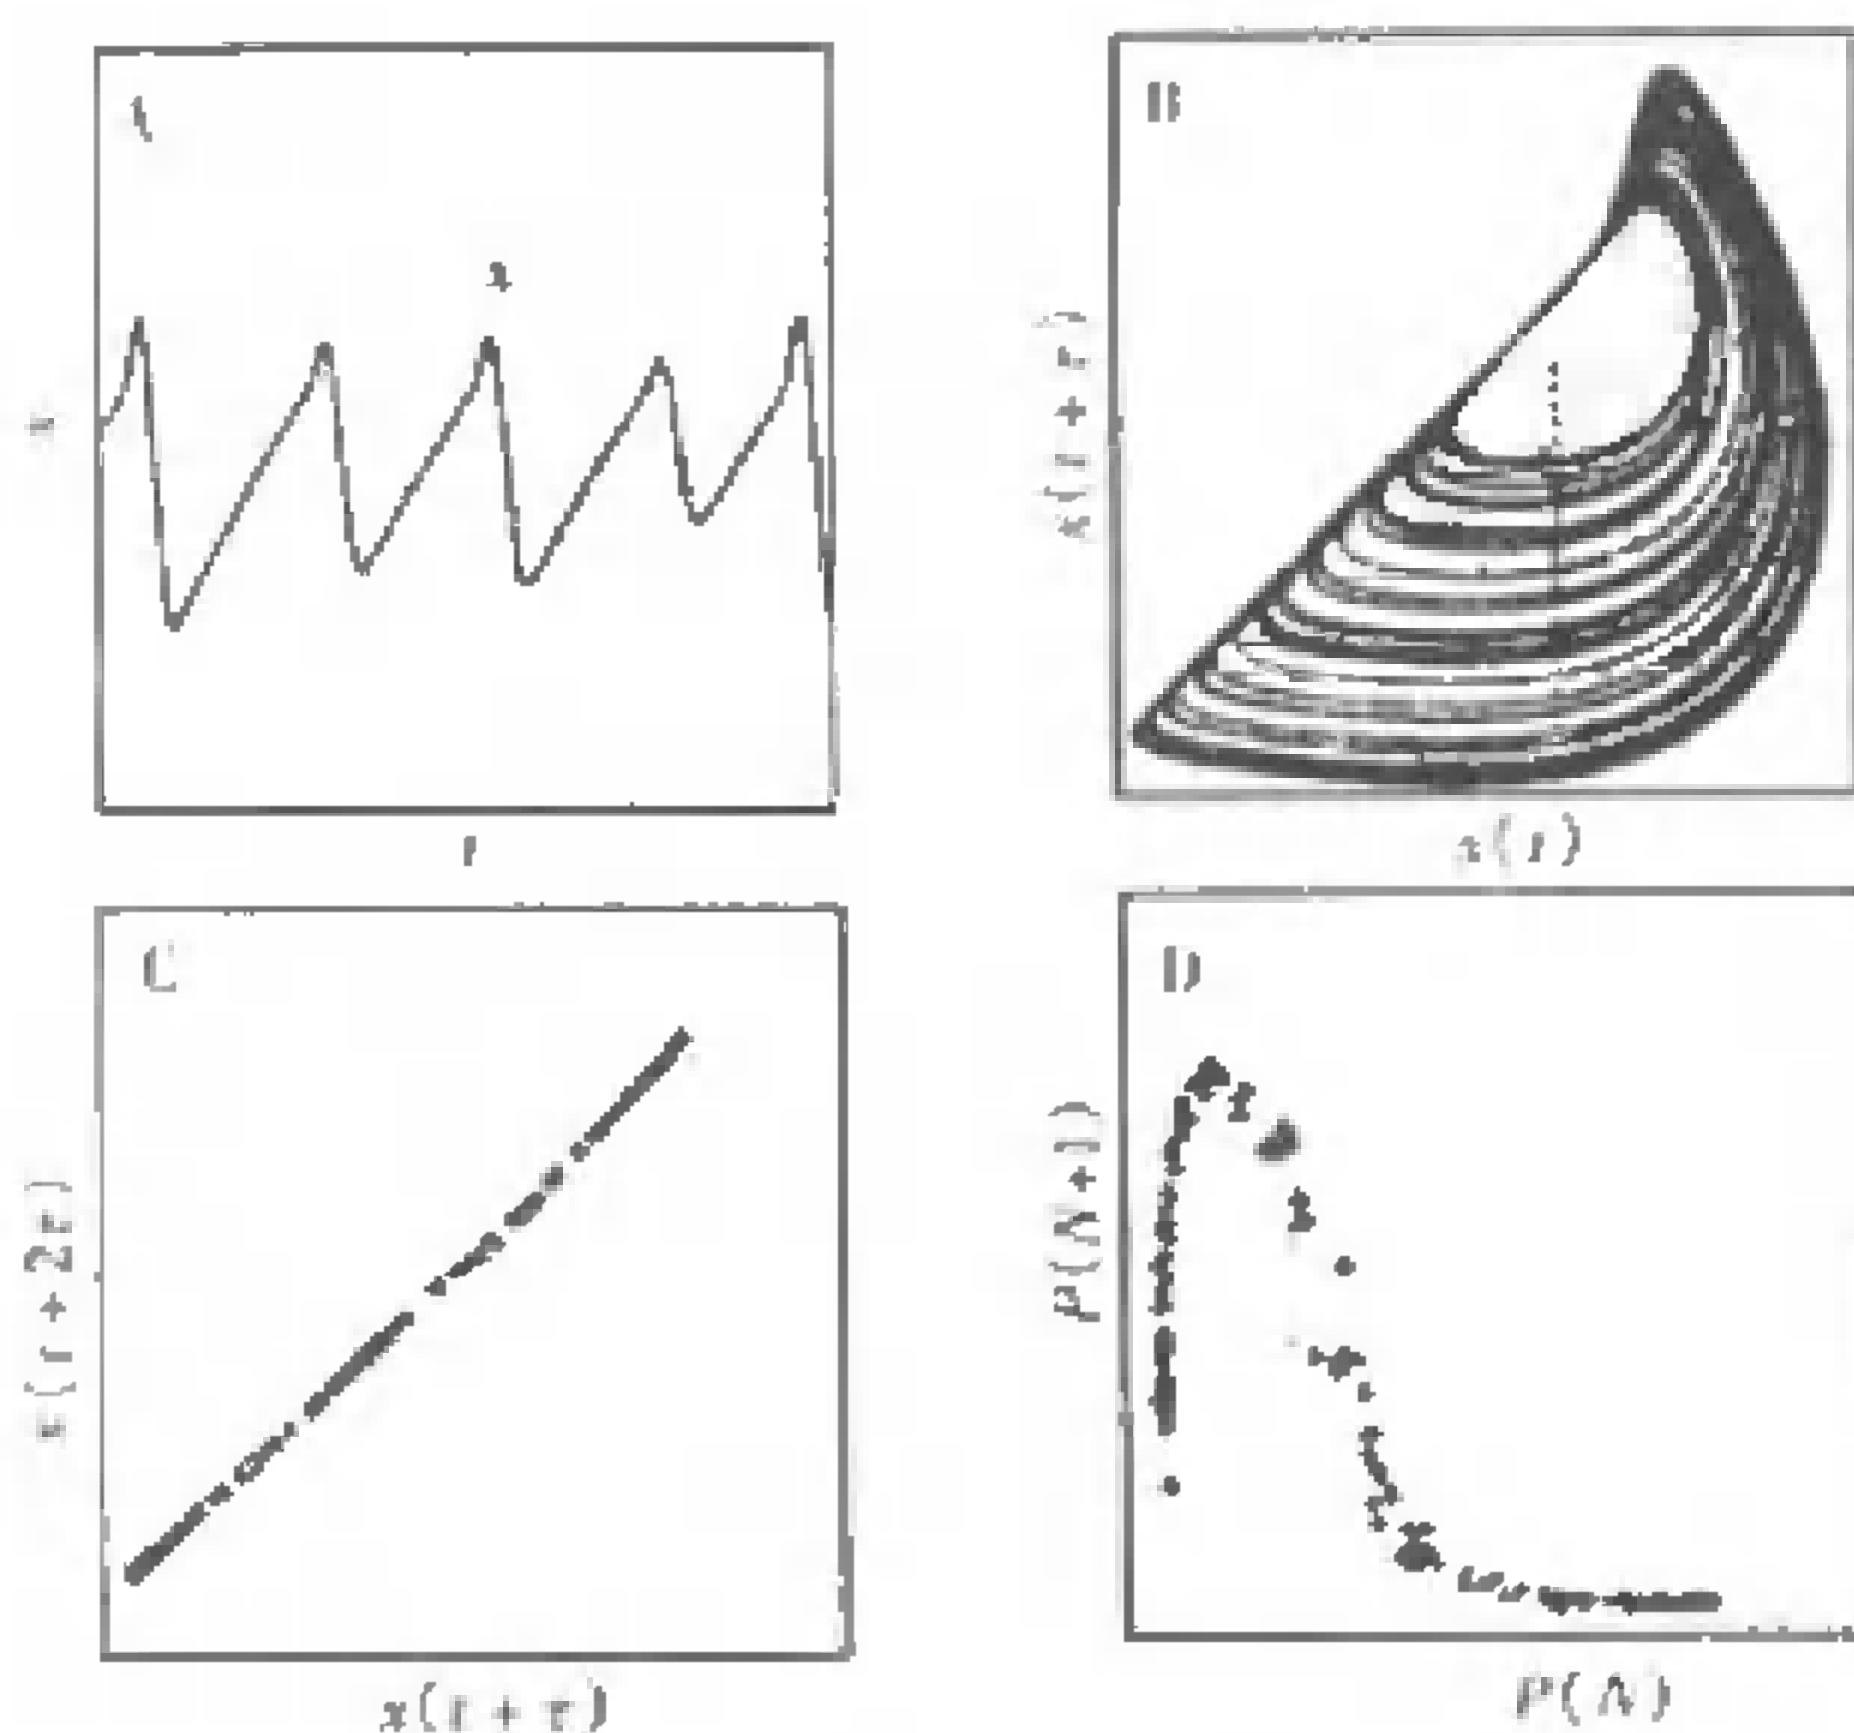 B
x(t)
x(t + τ)
C
x(t + 2τ)
x(t + τ)
D
P(N+1)
P(N)